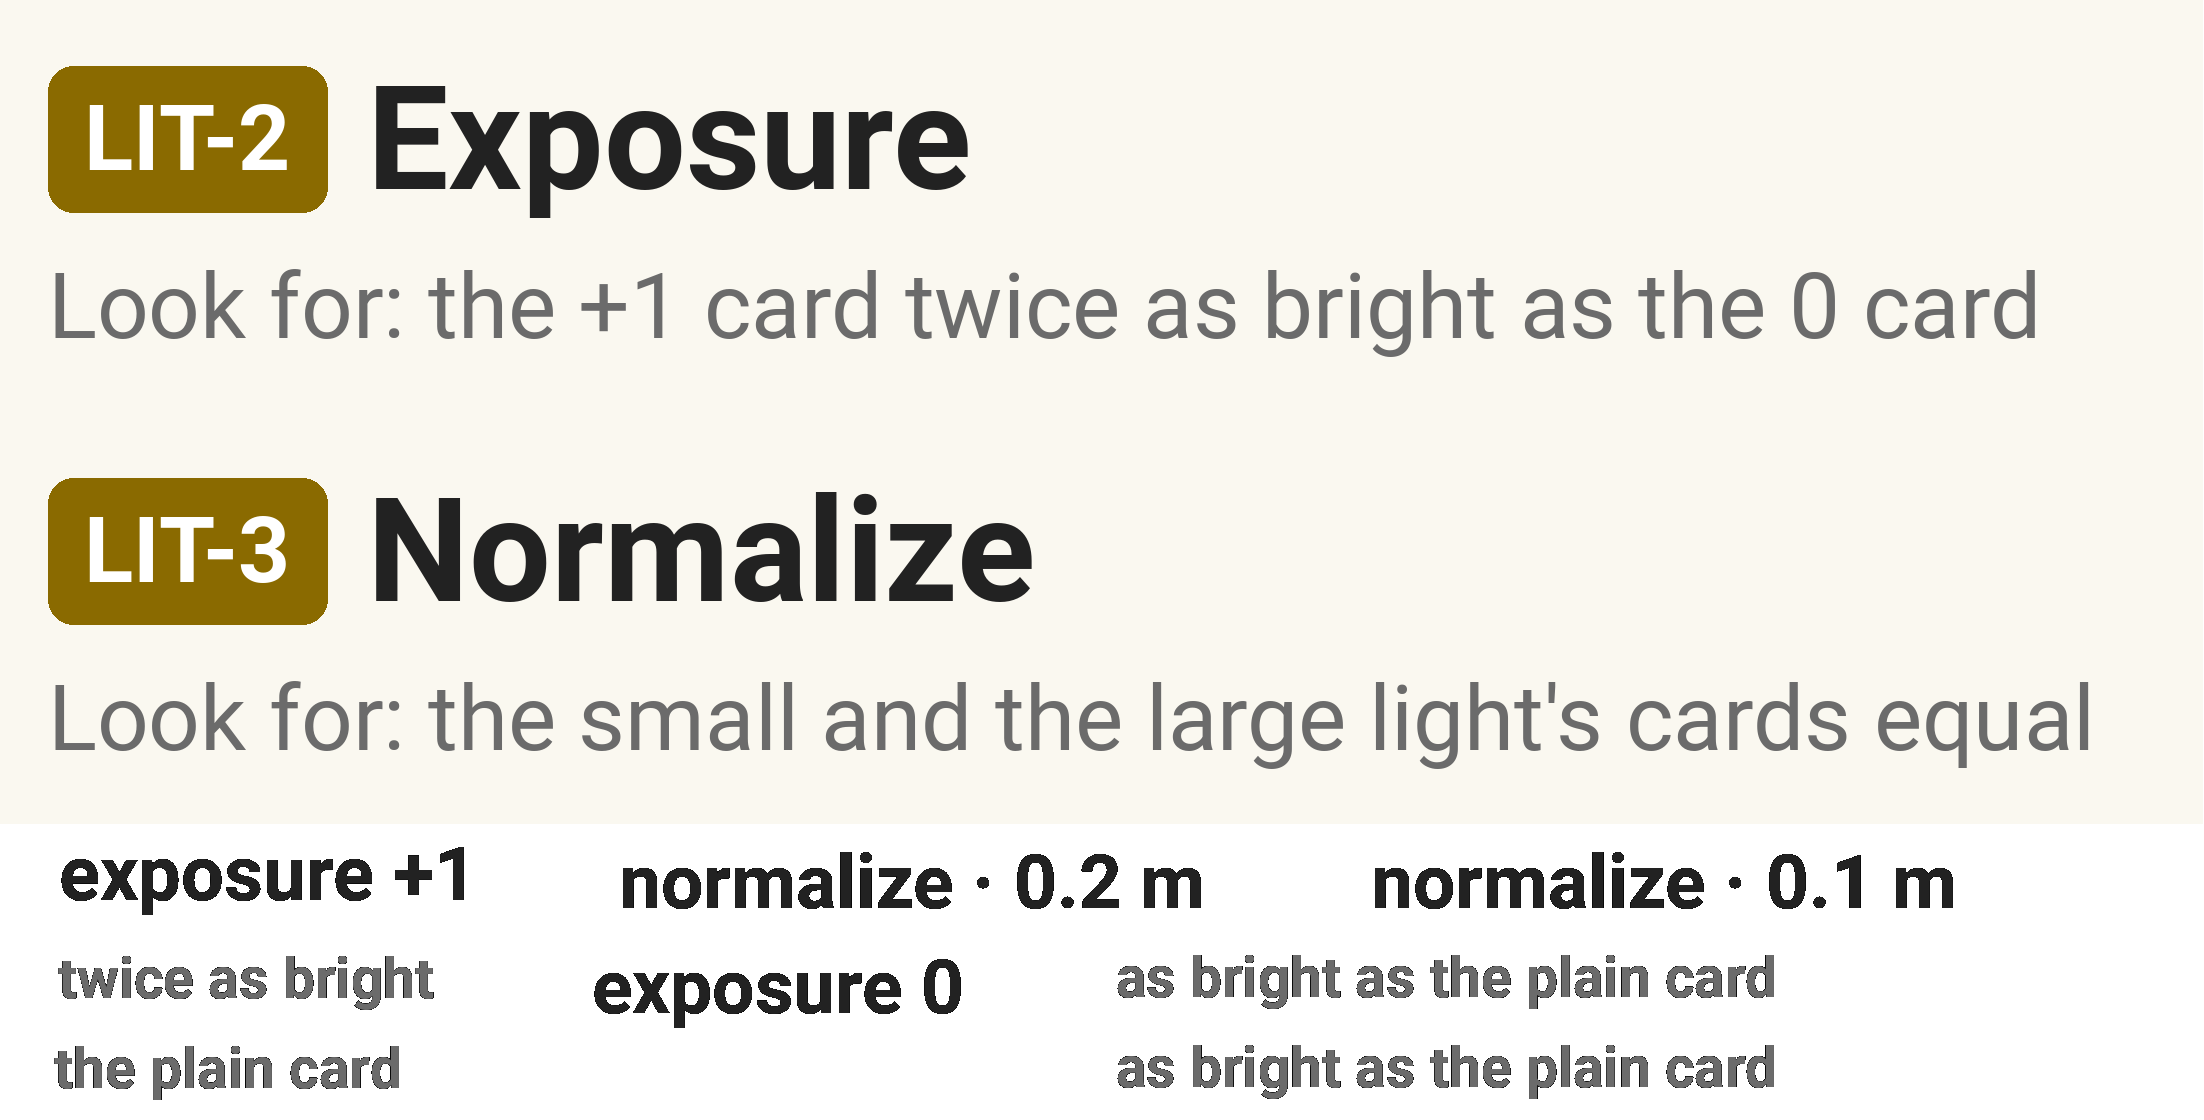 LIT-2 Exposure
Look for: the +1 card twice as bright as the 0 card
LIT-3 Normalize
Look for: the small and the large light's cards equal
exposure +1
normalize · 0.2 m
normalize · 0.1 m
twice as bright
exposure 0
as bright as the plain card
the plain card
as bright as the plain card